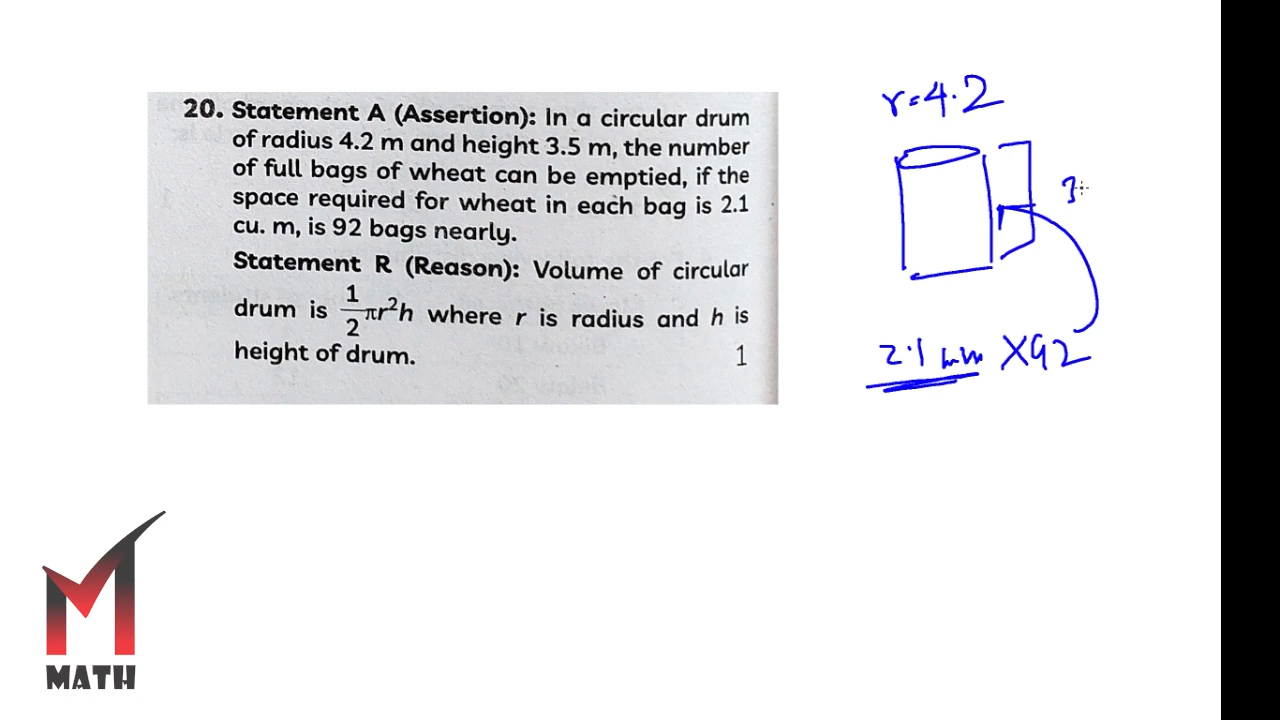 20. Statement A (Assertion): In a circular drum
of radius 4.2 m and height 3.5 m, the number
of full bags of wheat can be emptied, if the
space required for wheat in each bag is 2.1
cu. m, is 92 bags nearly.
Statement R (Reason): Volume of circular
drum is 1/2 πr²h where r is radius and h is
height of drum. 1
r=4.2
3
2.1 X92
MATH